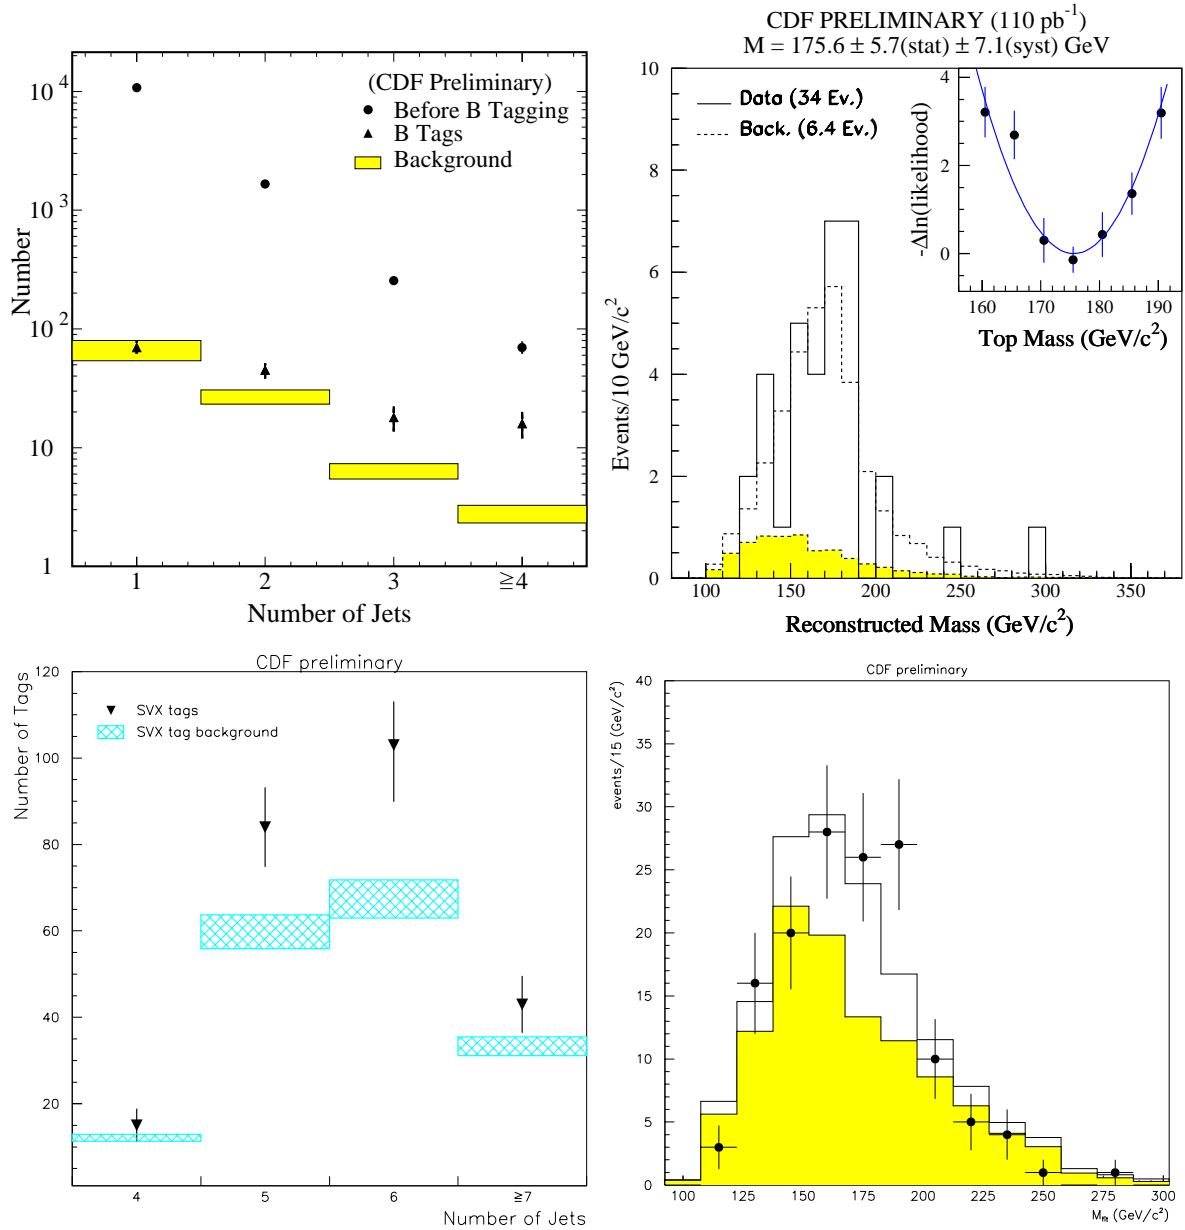 (CDF Preliminary)
Before B Tagging
B Tags
Background
Number
10^4
10^3
10^2
10
1
1 2 3 ≥4
Number of Jets
CDF PRELIMINARY (110 pb^-1)
M = 175.6 ± 5.7(stat) ± 7.1(syst) GeV
Data (34 Ev.)
Back. (6.4 Ev.)
Events/10 GeV/c^2
10
8
6
4
2
0
100 150 200 250 300 350
Reconstructed Mass (GeV/c^2)
-Δln(likelihood)
4
2
0
160 170 180 190
Top Mass (GeV/c^2)
CDF preliminary
SVX tags
SVX tag background
Number of Tags
120
100
80
60
40
20
4 5 6 ≥7
Number of Jets
CDF preliminary
events/15 (GeV/c²)
40
35
30
25
20
15
10
5
0
100 125 150 175 200 225 250 275 300
M_fit (GeV/c²)